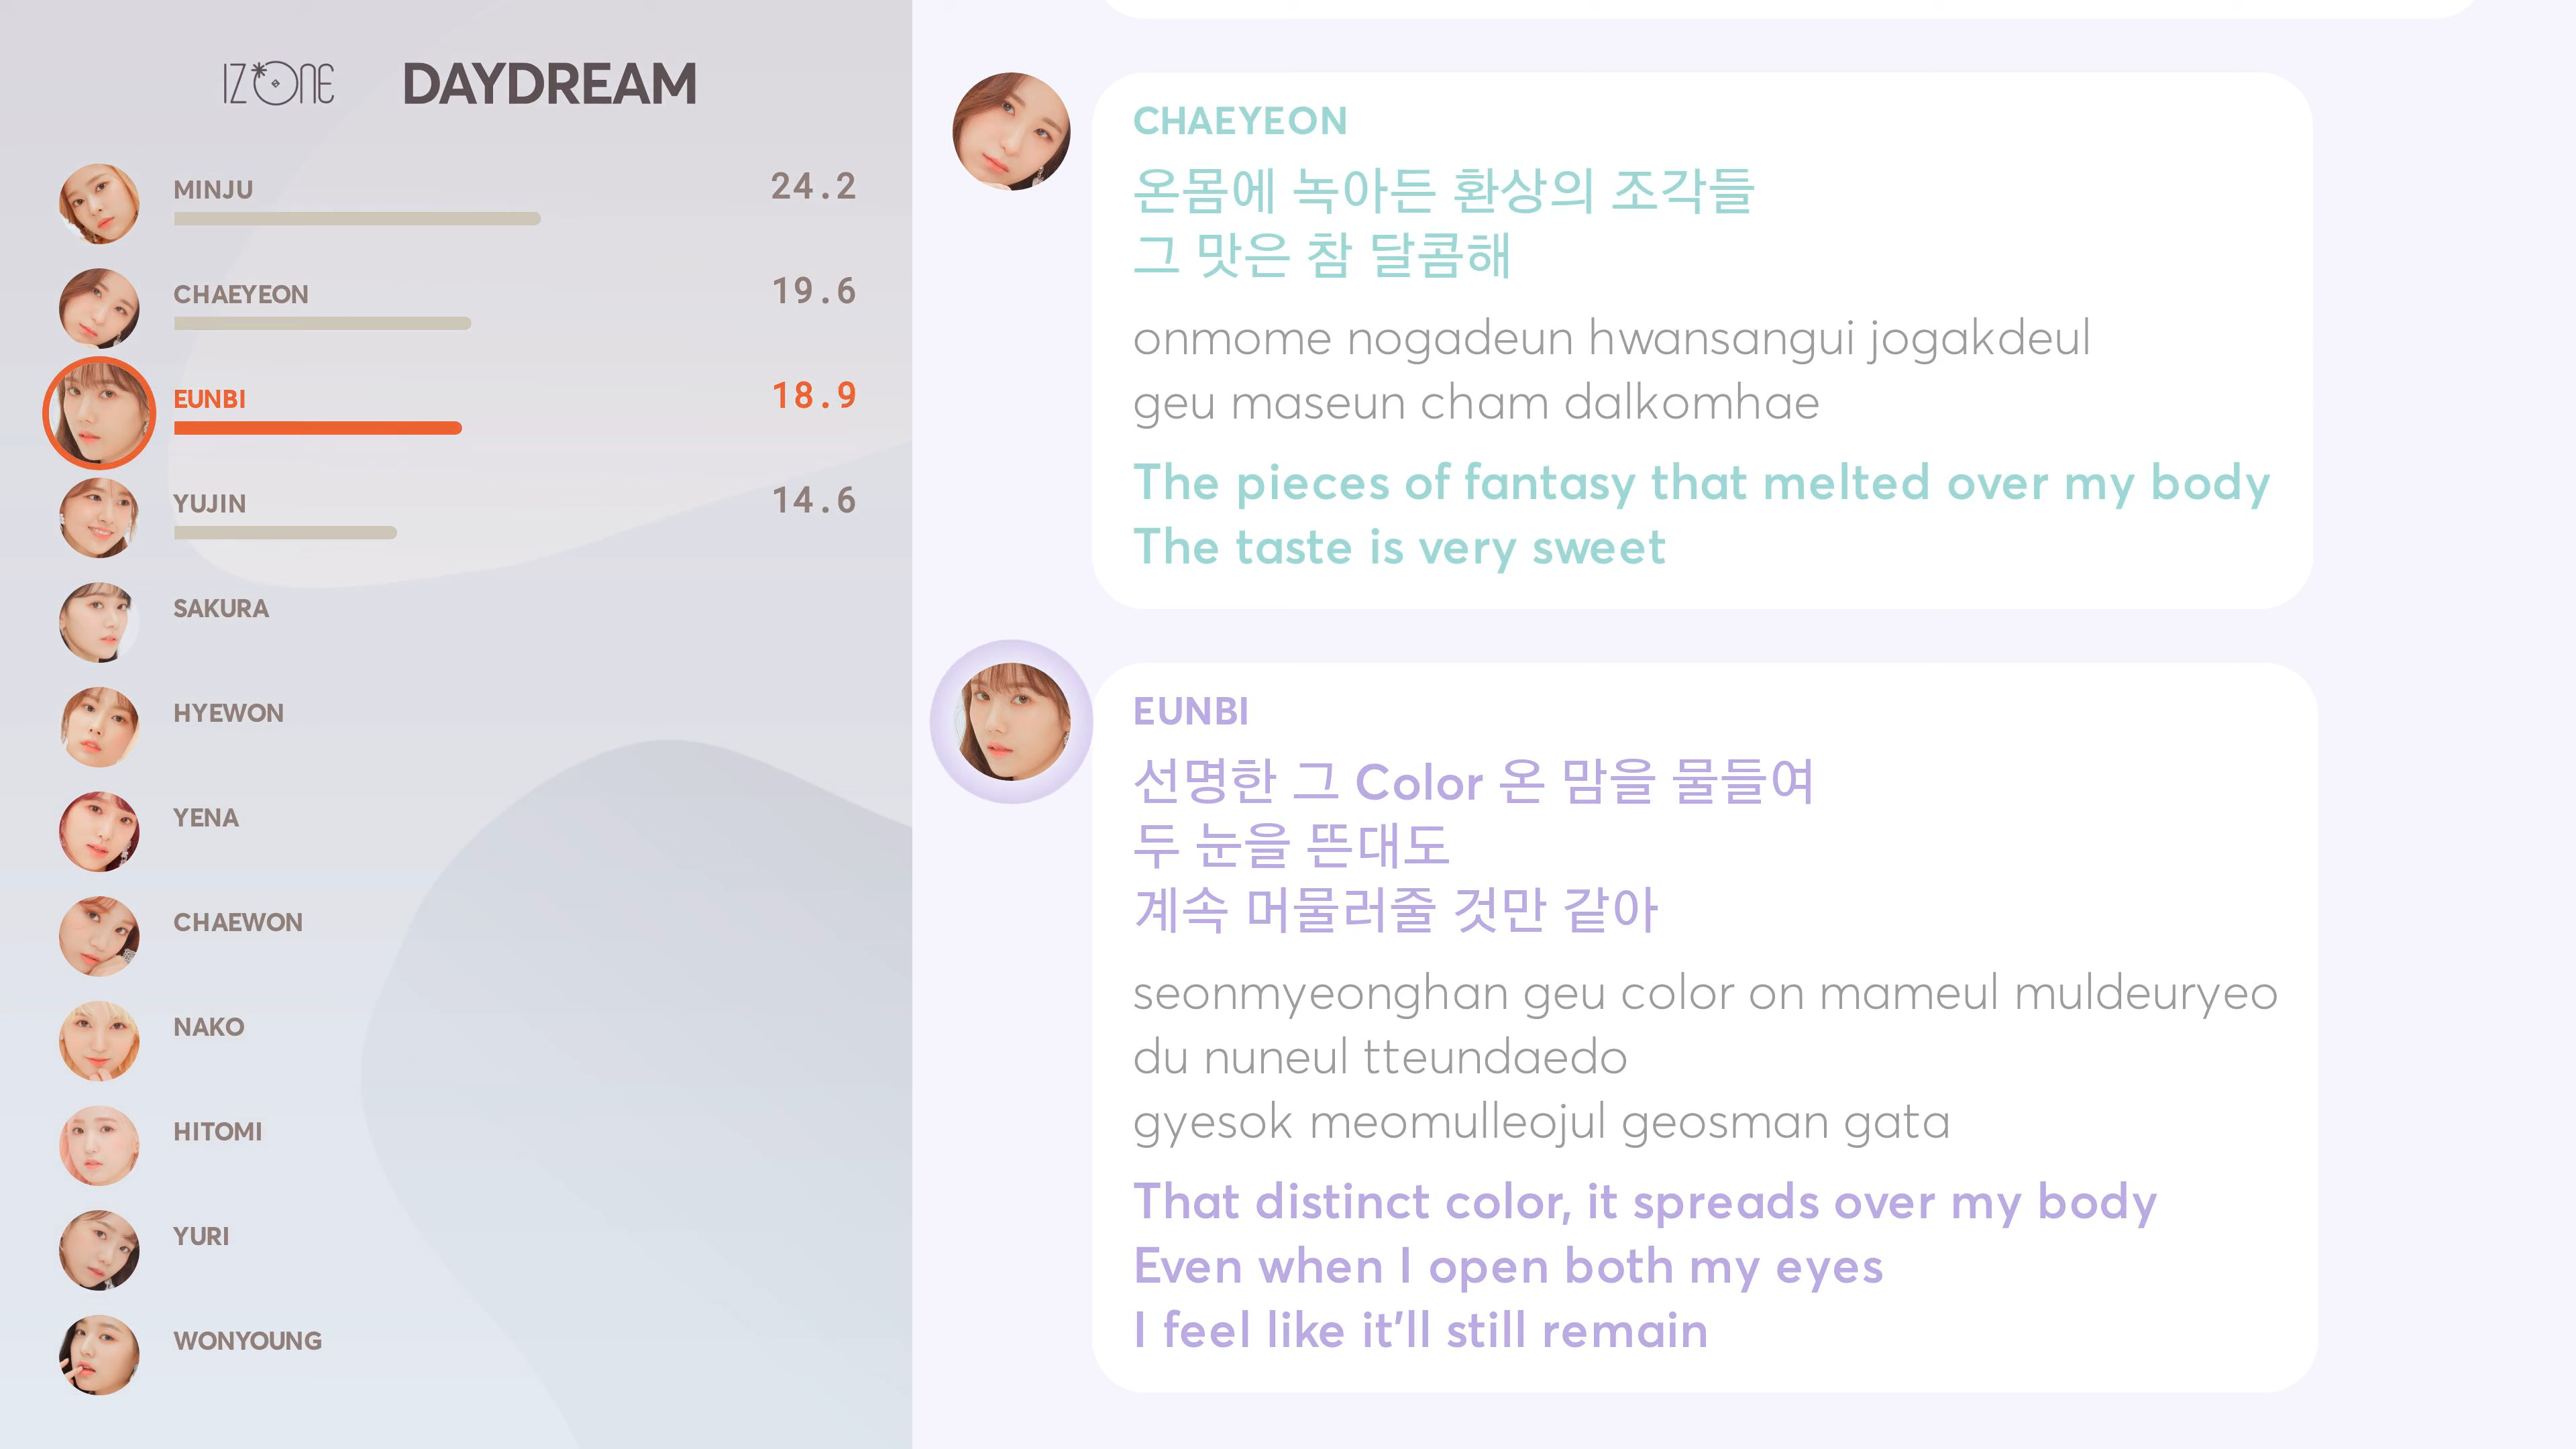 IZ*ONE DAYDREAM
MINJU 24.2
CHAEYEON 19.6
EUNBI 18.9
YUJIN 14.6
SAKURA
HYEWON
YENA
CHAEWON
NAKO
HITOMI
YURI
WONYOUNG
CHAEYEON
온몸에 녹아든 환상의 조각들
그 맛은 참 달콤해
onmome nogadeun hwansangui jogakdeul
geu maseun cham dalkomhae
The pieces of fantasy that melted over my body
The taste is very sweet
EUNBI
선명한 그 Color 온 맘을 물들여
두 눈을 뜬대도
계속 머물러줄 것만 같아
seonmyeonghan geu color on mameul muldeuryeo
du nuneul tteundaedo
gyesok meomulleojul geosman gata
That distinct color, it spreads over my body
Even when I open both my eyes
I feel like it'll still remain